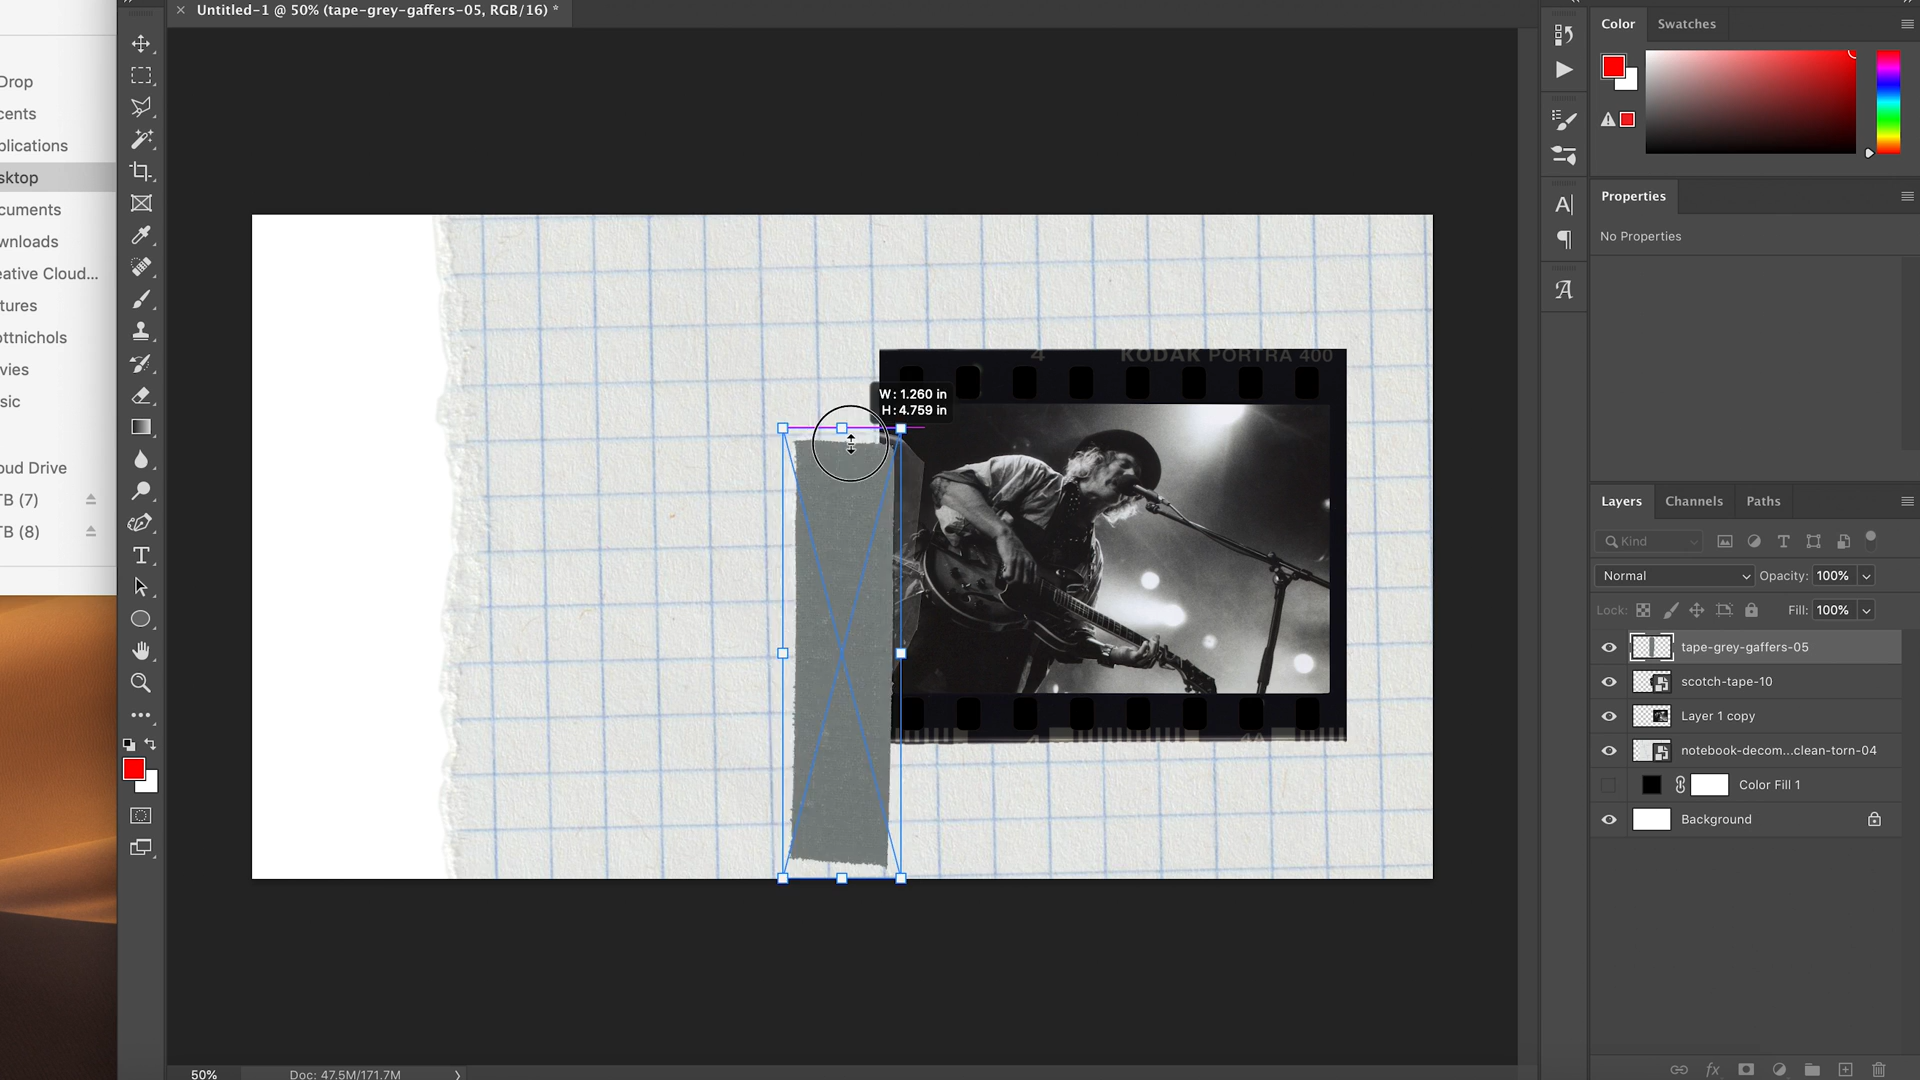 Untitled-1 @ 50% (tape-grey-gaffers-05, RGB/16) *
Drop
cents
plications
sktop
cuments
wnloads
eative Cloud...
tures
ottnichols
vies
sic
oud Drive
TB (7)
TB (8)
4
KODAK PORTRA 400
W: 1.260 in
H: 4.759 in
50%
Doc: 47.5M/171.7M
Color
Swatches
Properties
No Properties
Layers
Channels
Paths
Kind
Normal
Opacity: 100%
Lock:
Fill: 100%
tape-grey-gaffers-05
scotch-tape-10
Layer 1 copy
notebook-decom...clean-torn-04
Color Fill 1
Background